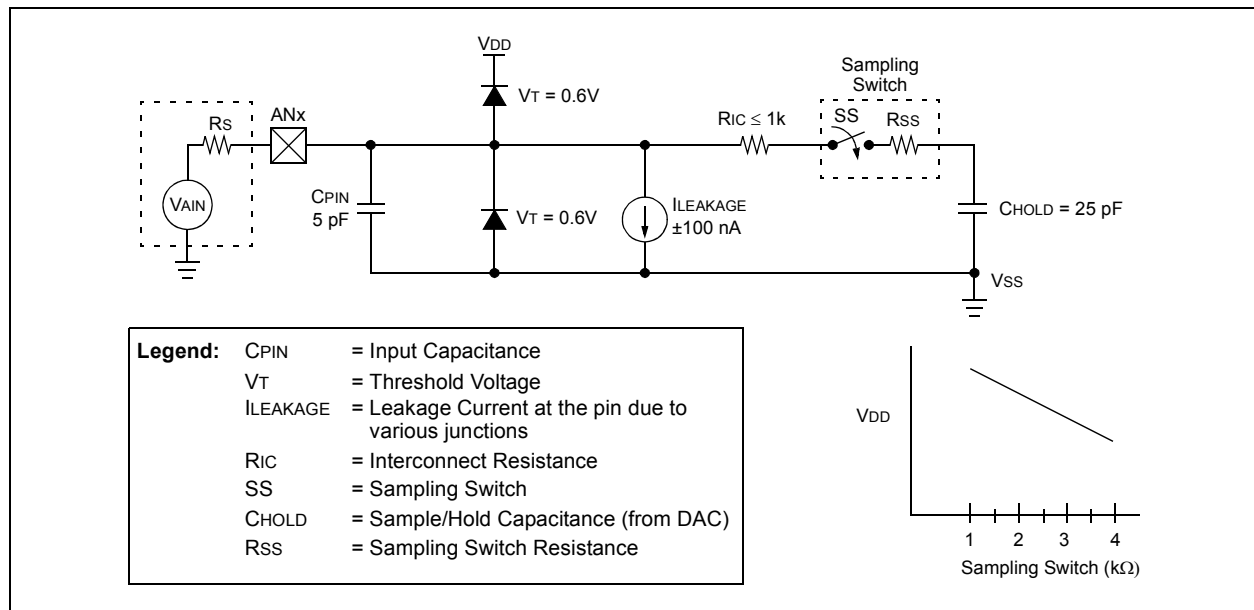 VDD
Sampling
Switch
VT = 0.6V
RS
ANx
RIC ≤ 1k
SS
RSS
VAIN
CPIN
5 pF
VT = 0.6V
ILEAKAGE
±100 nA
CHOLD = 25 pF
VSS
Legend: CPIN = Input Capacitance
VT = Threshold Voltage
ILEAKAGE = Leakage Current at the pin due to
various junctions
RIC = Interconnect Resistance
SS = Sampling Switch
CHOLD = Sample/Hold Capacitance (from DAC)
RSS = Sampling Switch Resistance
VDD
1 2 3 4
Sampling Switch (kΩ)